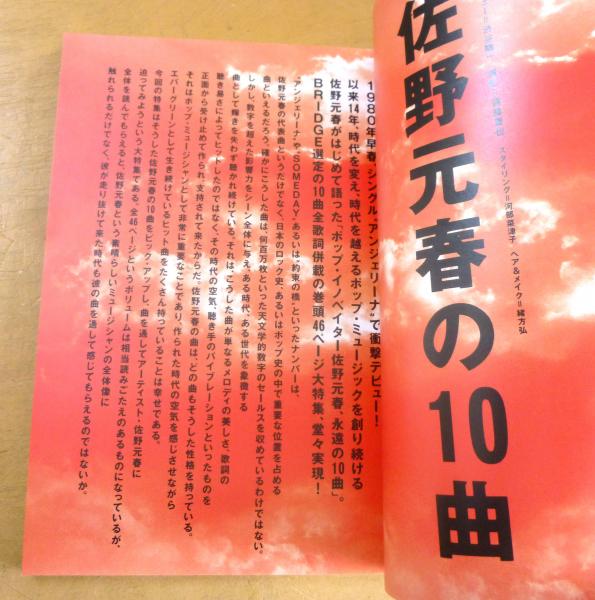 佐野元春の10曲
スタイリング=河部菜津子　ヘア&メイク=緒方弘
1980年早春、シングル“アンジェリーナ”で衝撃デビュー!
以来14年、時代を変え、時代を越えるポップ・ミュージックを創り続ける
佐野元春がはじめて語った「ポップ・イノベイター佐野元春、永遠の10曲」。
BRIDGE選定の10曲全歌詞併載の巻頭46ページ大特集、堂々実現!
“アンジェリーナ”や、“SOMEDAY”あるいは、“約束の橋”といったナンバーは、
佐野元春の代表曲といっただけでなく、日本のロック史、あるいはポップ史の中で重要な位置を占める
曲といえるだろう。確かにこうした曲は、何百万枚といった天文学的数字のセールスを収めているわけではない。
しかし、数字を超えた影響力をシーン全体に与え、ある時代、ある世代を象徴する
曲として輝きを失わず聴かれ続けている。それは、こうした曲が単なるメロディの美しさ、歌詞の
聴き易さによってヒットしたのではなく、その時代の空気、聴き手のバイブレーションといったものを
正面から受け止めて作られ、支持されて来たからだ。佐野元春の曲は、どの曲もそうした性格を持っている。
それはポップ・ミュージシャンとして非常に重要なことであり、作られた時代の空気を感じさせながら
エバーグリーンとして生き続けているヒット曲をたくさん持っていることは幸せである。
今回の特集はそうした佐野元春の10曲をピック・アップし、曲を通してアーティスト・佐野元春に
迫ってみようという大特集である。全46ページというボリュームは相当読みごたえのあるものになっているが、
全体を読んでもらえると、佐野元春という素晴らしいミュージシャンの全体像に
触れられるだけでなく、彼が走り抜けて来た時代も彼の曲を通して感じてもらえるのではないか。